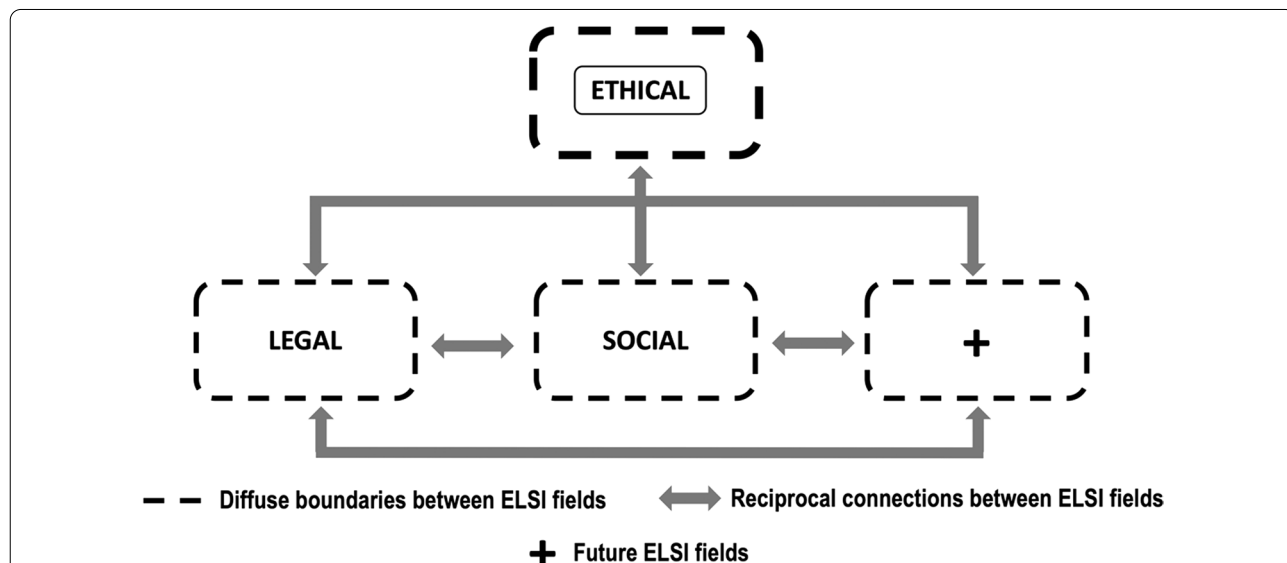 ETHICAL
LEGAL
SOCIAL
+
Diffuse boundaries between ELSI fields
Reciprocal connections between ELSI fields
+ Future ELSI fields